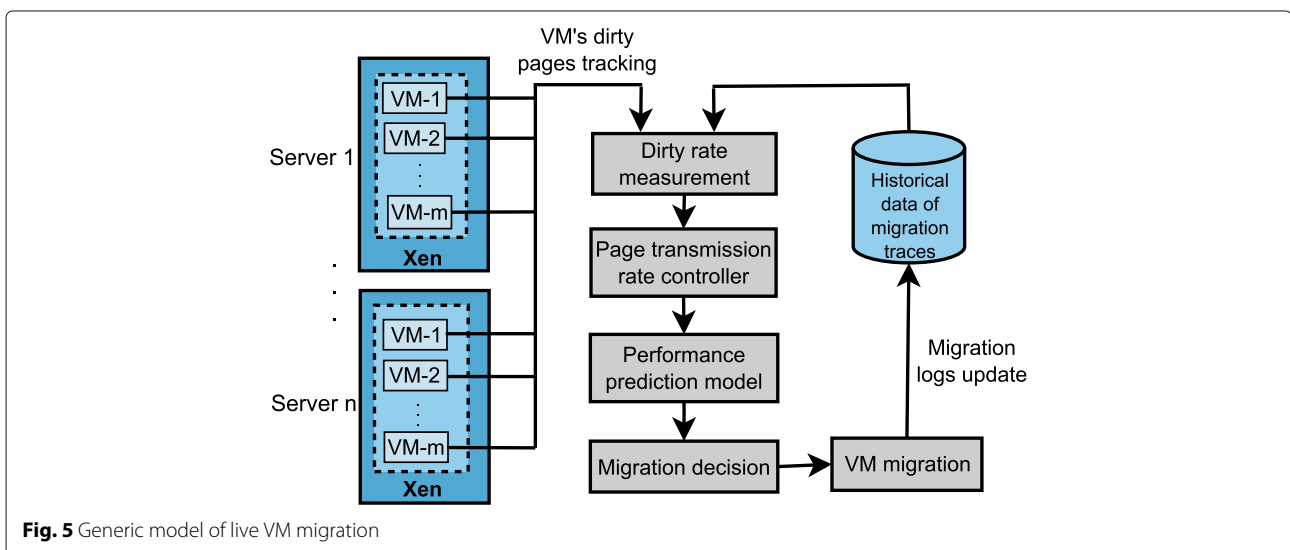 VM's dirty
pages tracking
VM-1
VM-2
VM-m
Server 1
Xen
VM-1
VM-2
VM-m
Server n
Xen
Dirty rate
measurement
Page transmission
rate controller
Performance
prediction model
Migration decision
VM migration
Migration
logs update
Historical
data of
migration
traces
Fig. 5 Generic model of live VM migration